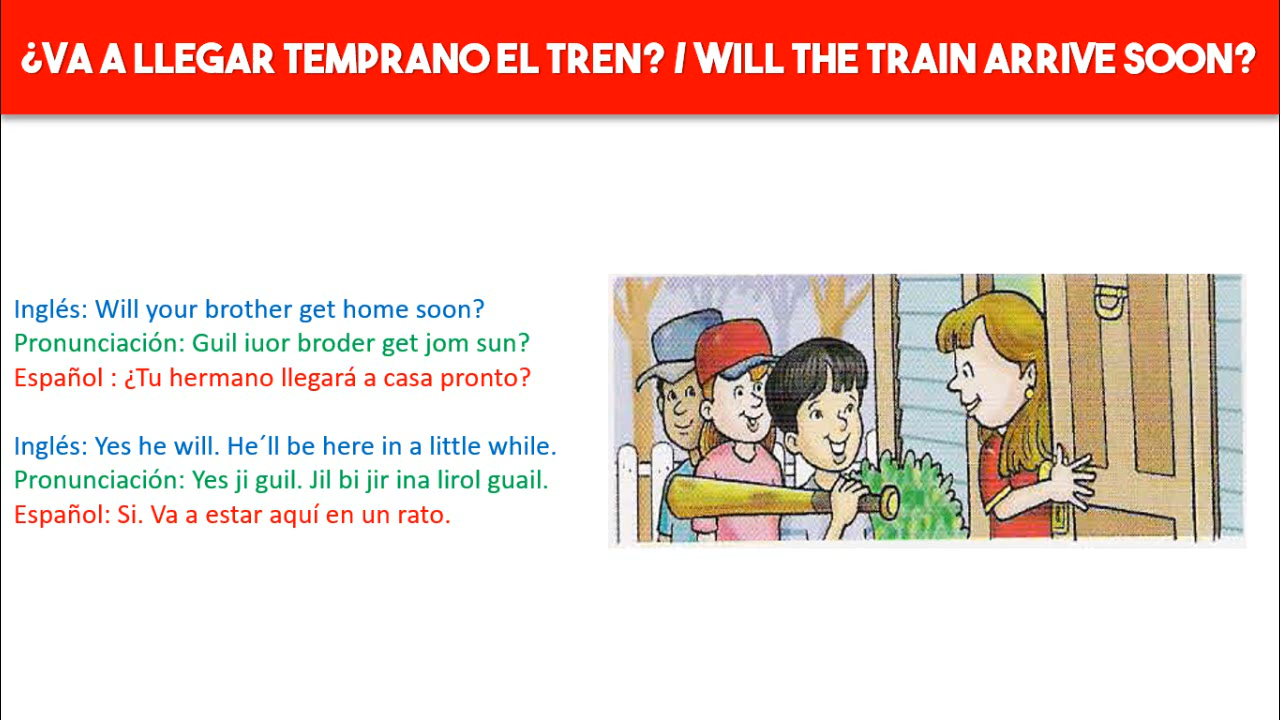 ¿VA A LLEGAR TEMPRANO EL TREN? / WILL THE TRAIN ARRIVE SOON?
Inglés: Will your brother get home soon?
Pronunciación: Guil iuor broder get jom sun?
Español : ¿Tu hermano llegará a casa pronto?
Inglés: Yes he will. He´ll be here in a little while.
Pronunciación: Yes ji guil. Jil bi jir ina lirol guail.
Español: Si. Va a estar aquí en un rato.